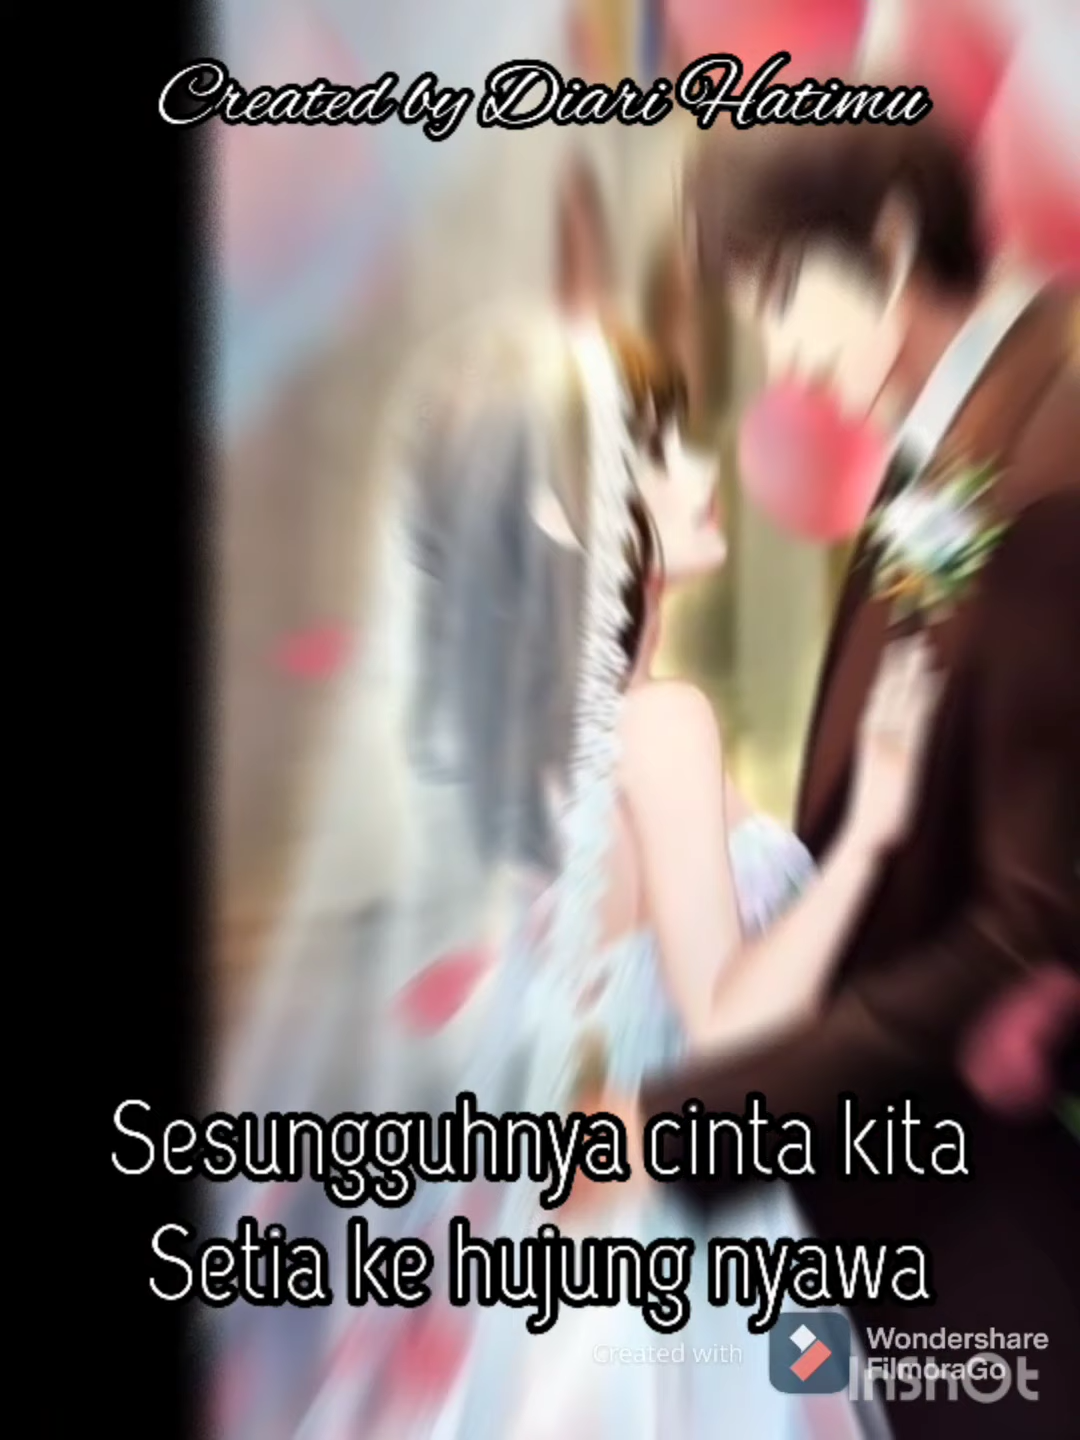 Created by Diari Hatimu
Sesungguhnya cinta kita
Setia ke hujung nyawa
Created with
Wondershare
FilmoraGo
InShOt